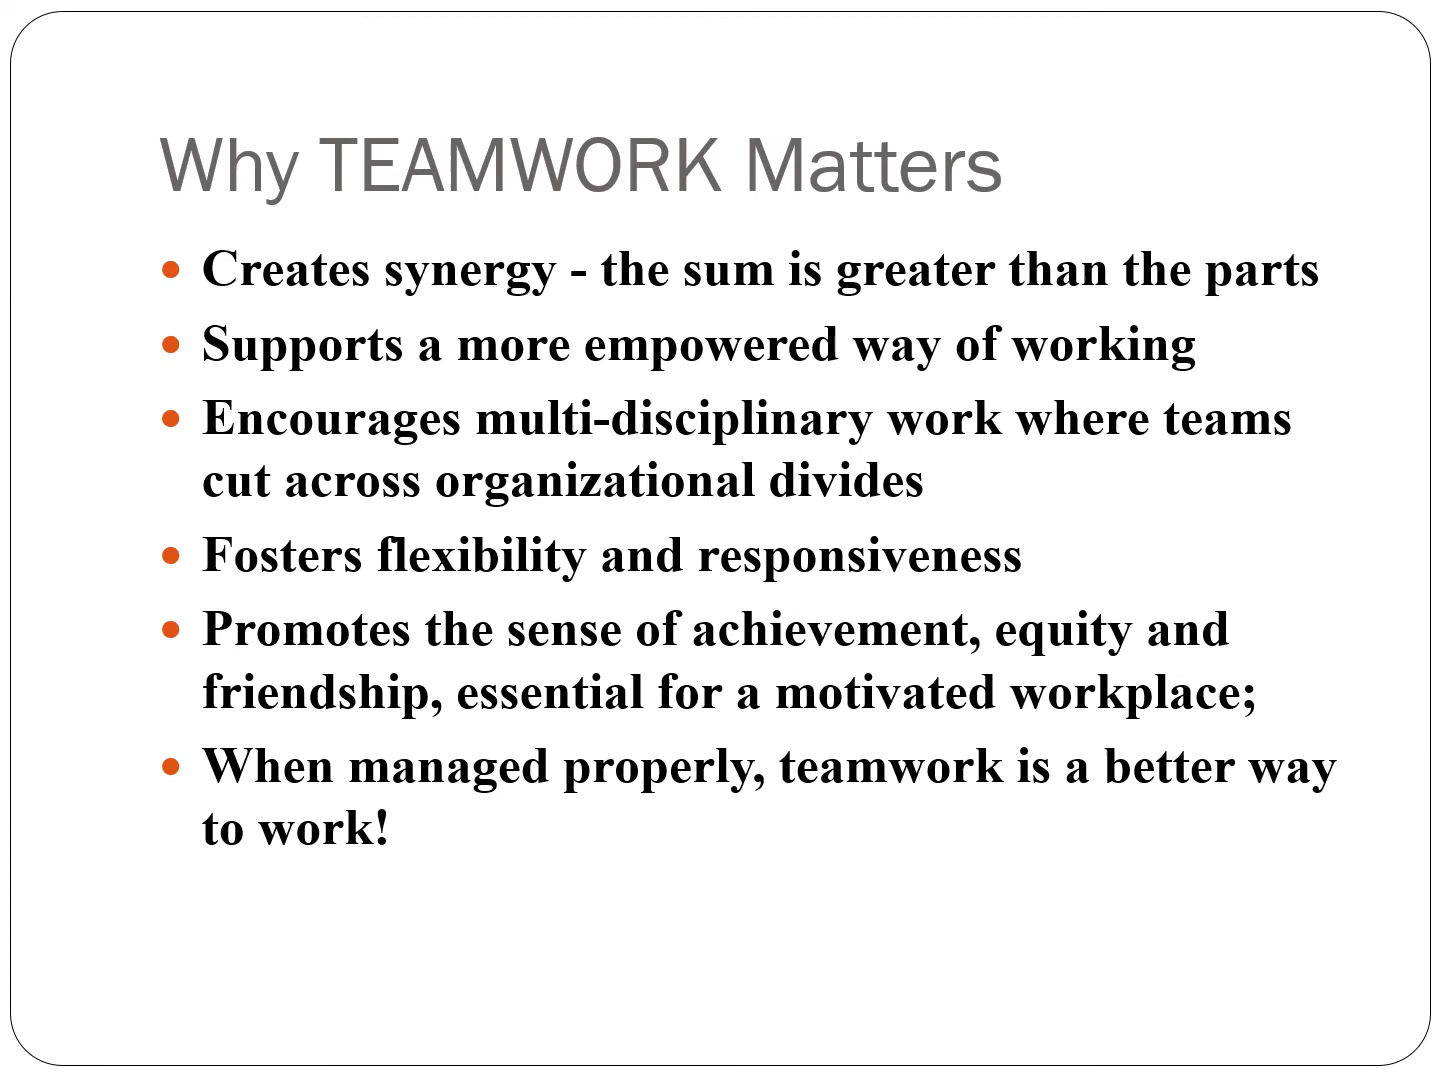 Why TEAMWORK Matters
• Creates synergy - the sum is greater than the parts
• Supports a more empowered way of working
• Encourages multi-disciplinary work where teams
cut across organizational divides
• Fosters flexibility and responsiveness
• Promotes the sense of achievement, equity and
friendship, essential for a motivated workplace;
• When managed properly, teamwork is a better way
to work!